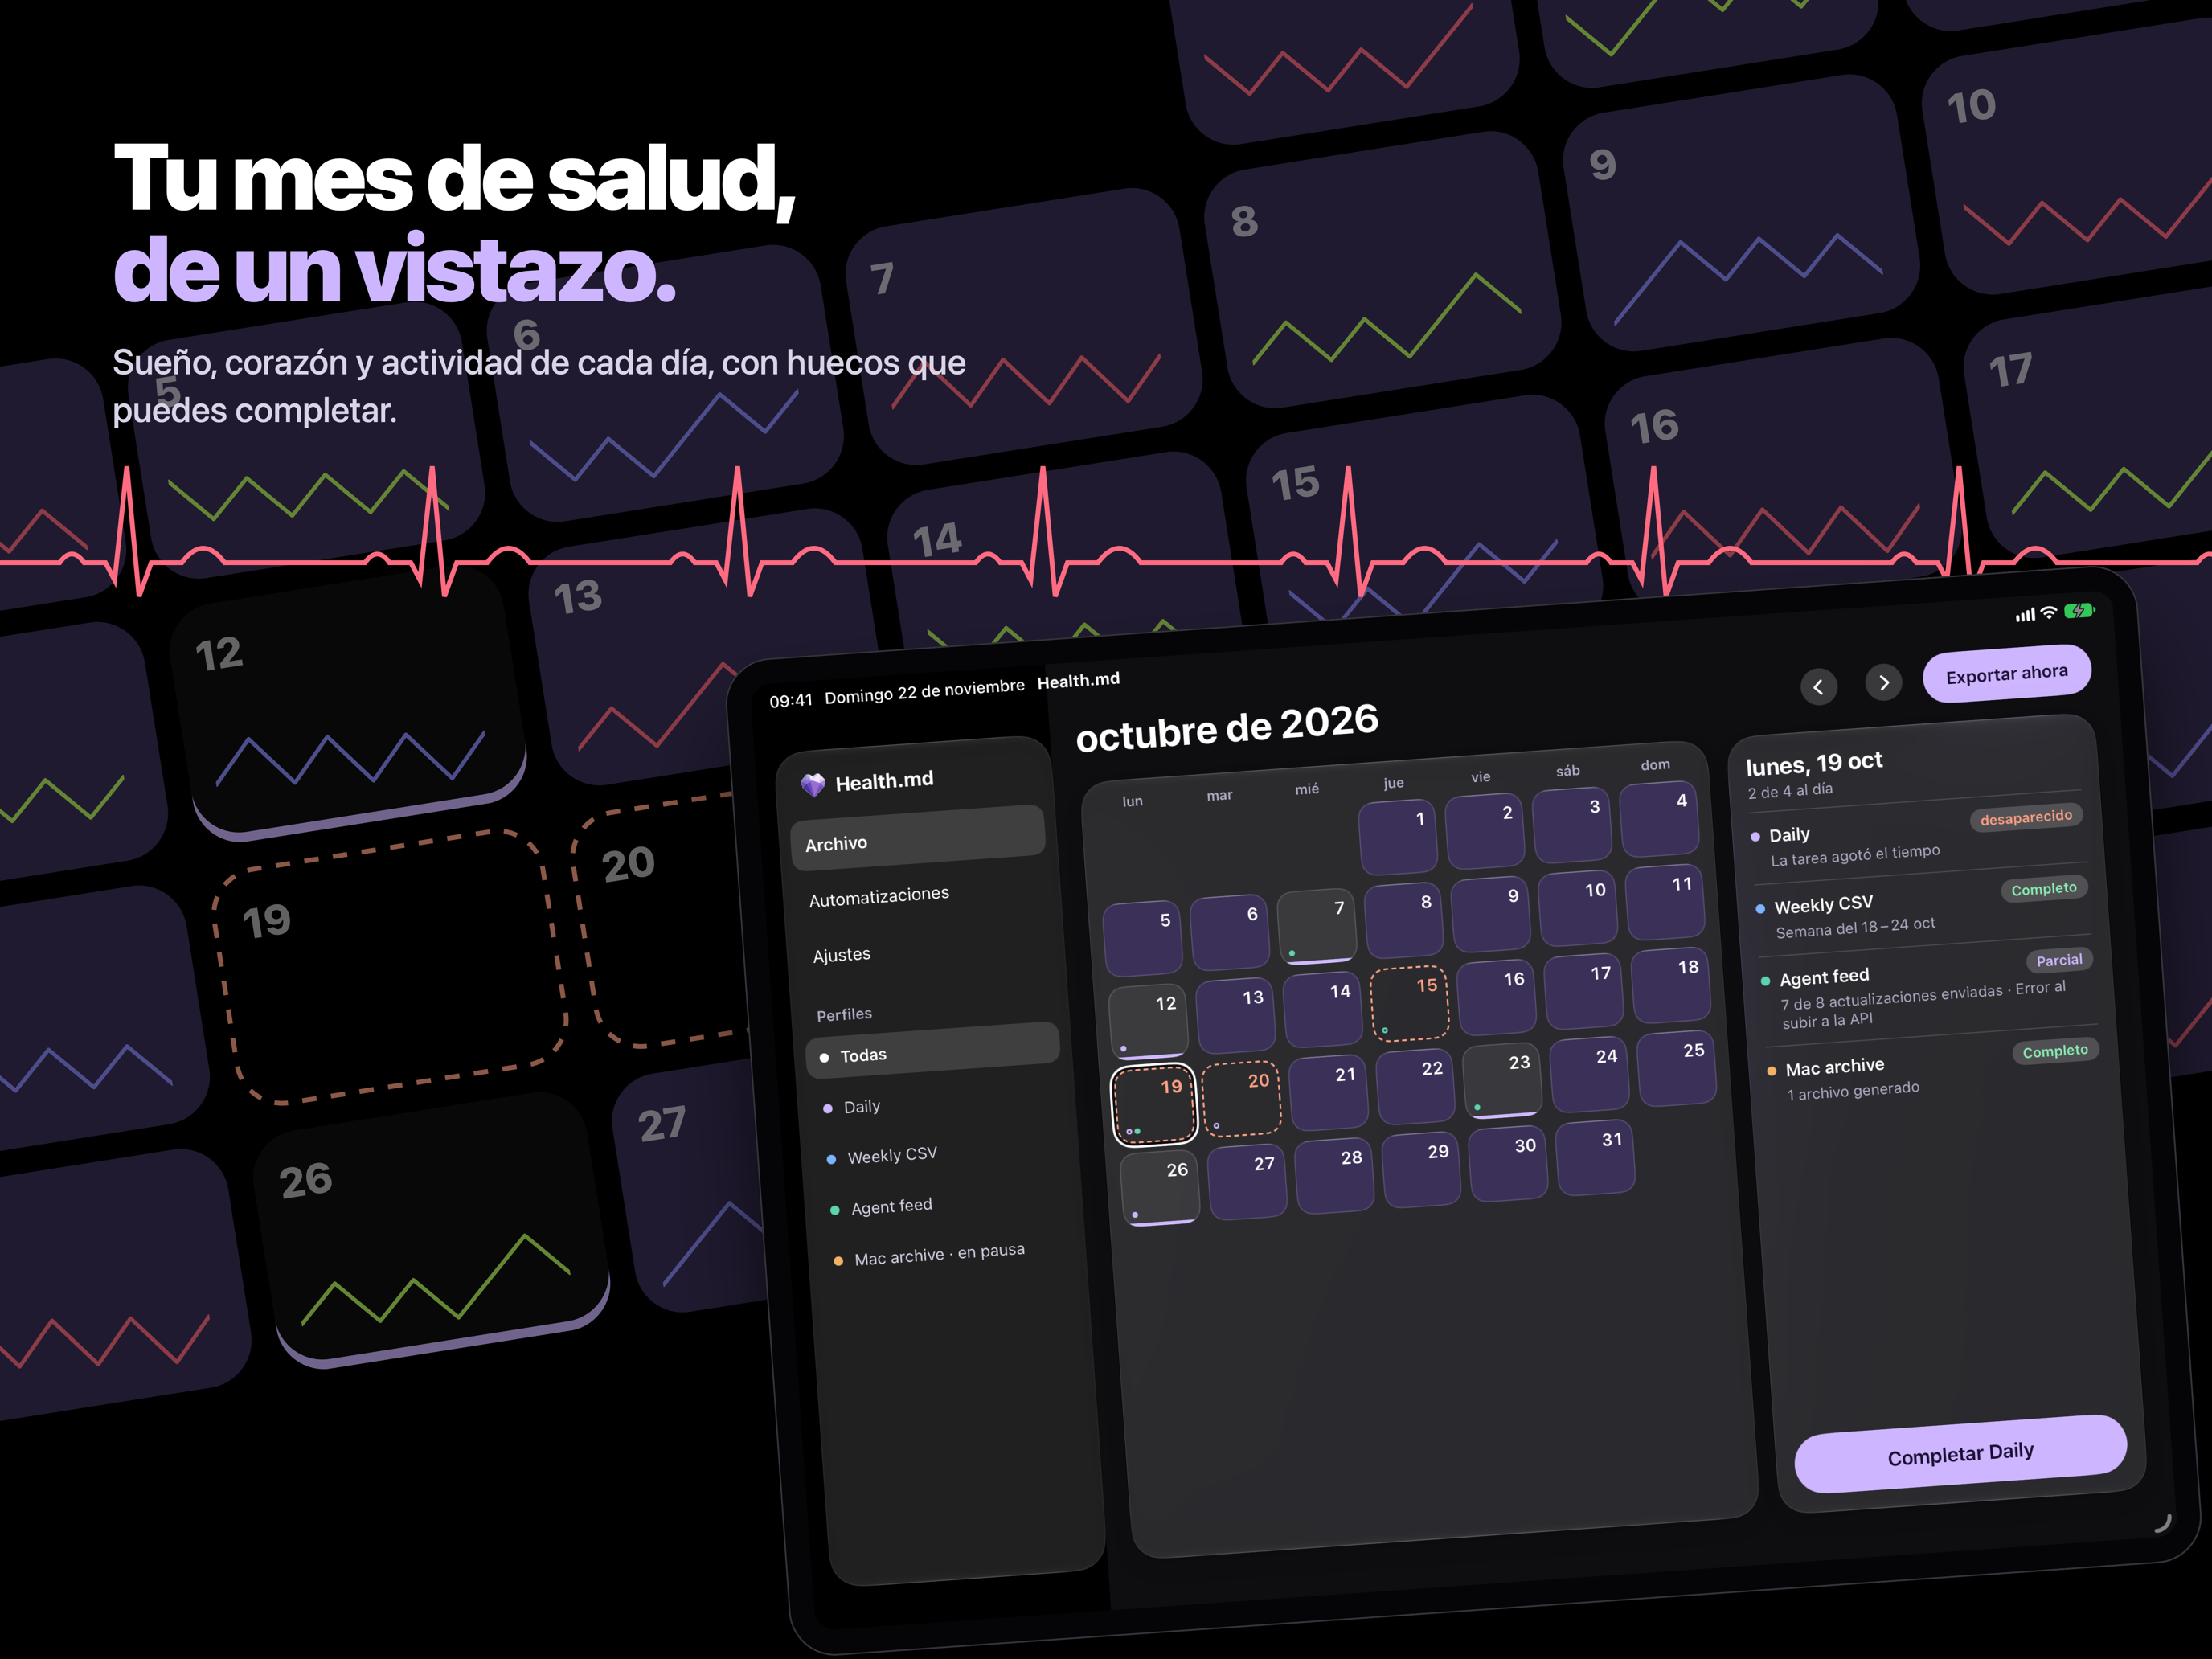 Tu mes de salud,
de un vistazo.
Sueño, corazón y actividad de cada día, con huecos que
puedes completar.
5
6
7
8
9
10
12
13
14
15
16
17
19
20
26
27
09:41 Domingo 22 de noviembre Health.md
Health.md
Archivo
Automatizaciones
Ajustes
Perfiles
Todas
Daily
Weekly CSV
Agent feed
Mac archive · en pausa
octubre de 2026
Exportar ahora
lun mar mié jue vie sáb dom
1 2 3 4
5 6 7 8 9 10 11
12 13 14 15 16 17 18
19 20 21 22 23 24 25
26 27 28 29 30 31
lunes, 19 oct
2 de 4 al día
Daily desaparecido
La tarea agotó el tiempo
Weekly CSV Completo
Semana del 18–24 oct
Agent feed Parcial
7 de 8 actualizaciones enviadas · Error al
subir a la API
Mac archive Completo
1 archivo generado
Completar Daily